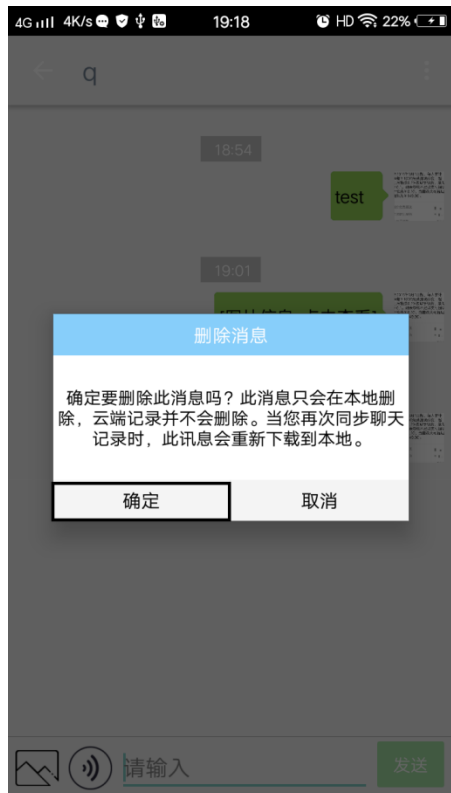 4G 4K/s 19:18 HD 22%
q
18:54
test
19:01
删除消息
确定要删除此消息吗？此消息只会在本地删
除，云端记录并不会删除。当您再次同步聊天
记录时，此讯息会重新下载到本地。
确定 取消
请输入 发送